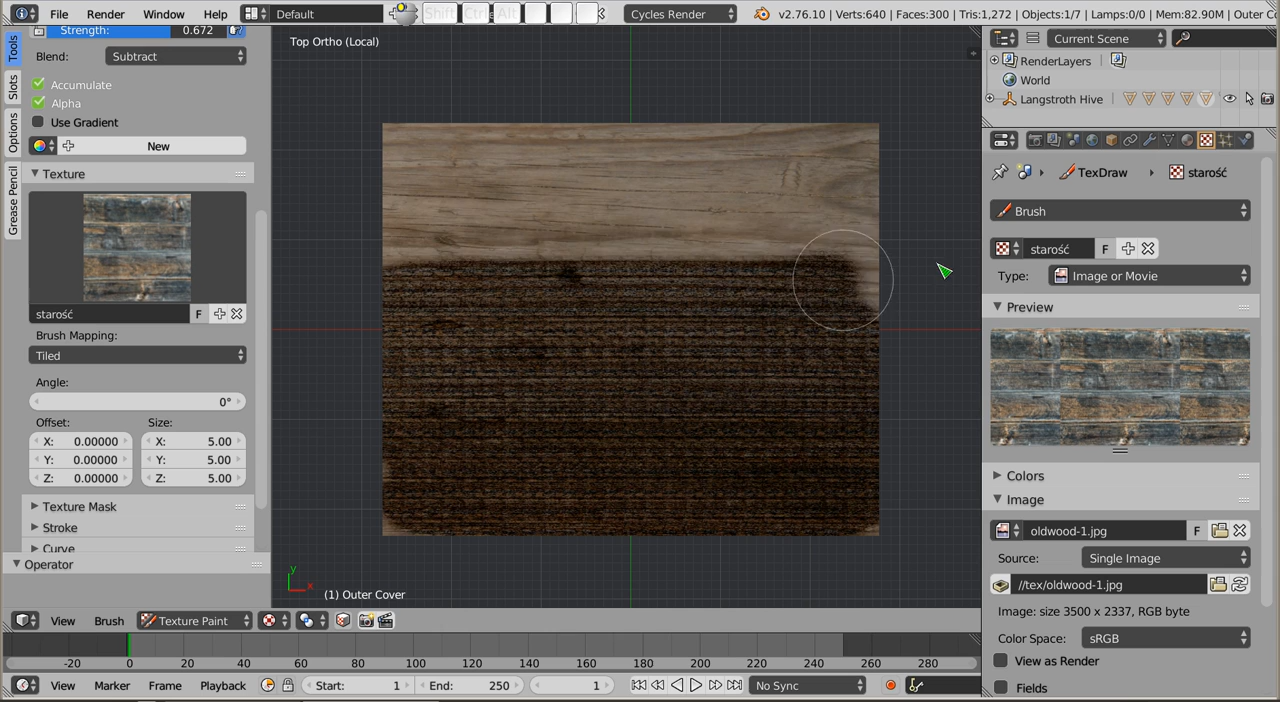 File Render Window Help Default Shift Ctrl Alt Cycles Render v2.76.10 | Verts:640 | Faces:300 | Tris:1,272 | Objects:1/7 | Lamps:0/0 | Mem:82.90M | Outer C
Tools
Slots
Options
Grease Pencil
Strength: 0.672
Blend: Subtract
Accumulate
Alpha
Use Gradient
New
Texture
starość F
Brush Mapping:
Tiled
Angle:
0°
Offset: Size:
X: 0.00000 X: 5.00
Y: 0.00000 Y: 5.00
Z: 0.00000 Z: 5.00
Texture Mask
Stroke
Curve
Operator
Top Ortho (Local)
y
x
(1) Outer Cover
View Brush Texture Paint
-20 0 20 40 60 80 100 120 140 160 180 200 220 240 260 280
View Marker Frame Playback Start: 1 End: 250 1 No Sync
Current Scene
RenderLayers
World
Langstroth Hive
TexDraw starość
Brush
starość F
Type: Image or Movie
Preview
Colors
Image
oldwood-1.jpg F
Source: Single Image
//tex/oldwood-1.jpg
Image: size 3500 x 2337, RGB byte
Color Space: sRGB
View as Render
Fields